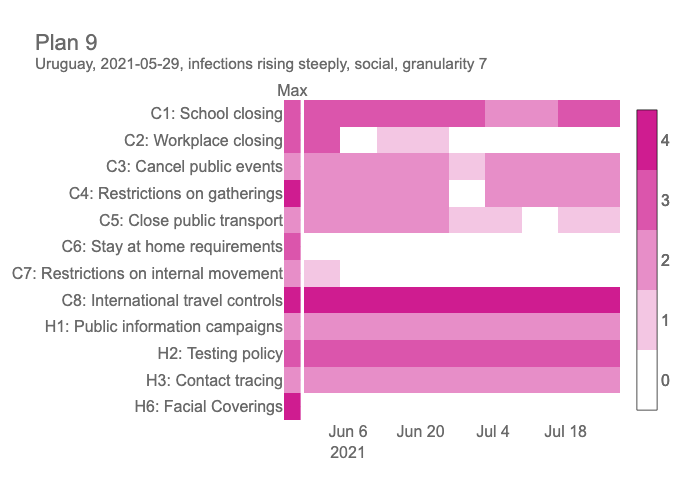 Plan 9
Uruguay, 2021-05-29, infections rising steeply, social, granularity 7
Max
C1: School closing
C2: Workplace closing
C3: Cancel public events
C4: Restrictions on gatherings
C5: Close public transport
C6: Stay at home requirements
C7: Restrictions on internal movement
C8: International travel controls
H1: Public information campaigns
H2: Testing policy
H3: Contact tracing
H6: Facial Coverings
4
3
2
1
0
Jun 6 Jun 20 Jul 4 Jul 18
2021